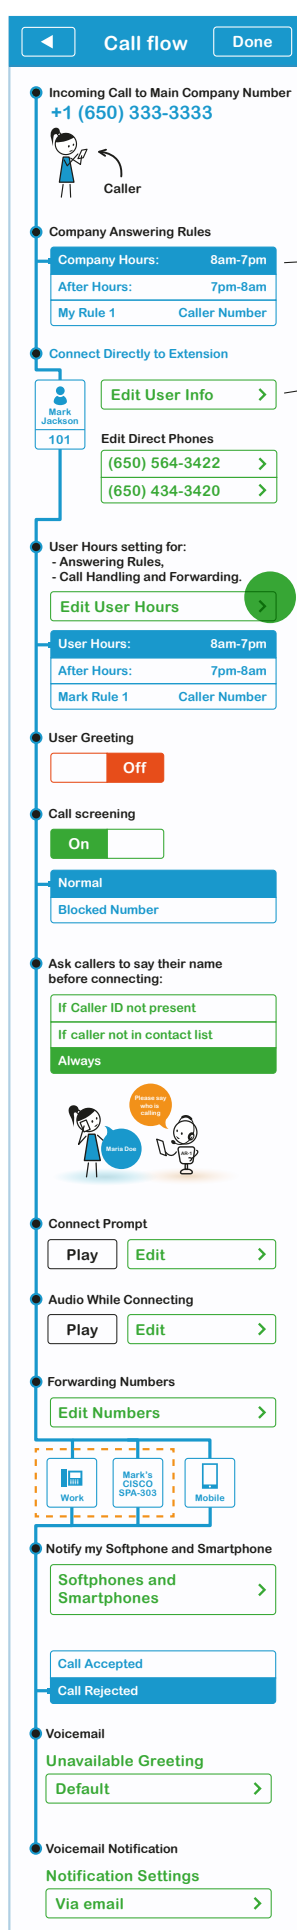 Call flow
Done
Incoming Call to Main Company Number
+1 (650) 333-3333
Caller
Company Answering Rules
Company Hours: 8am-7pm
After Hours: 7pm-8am
My Rule 1 Caller Number
Connect Directly to Extension
Mark
Jackson
101
Edit User Info
Edit Direct Phones
(650) 564-3422
(650) 434-3420
User Hours setting for:
- Answering Rules,
- Call Handling and Forwarding.
Edit User Hours
User Hours: 8am-7pm
After Hours: 7pm-8am
Mark Rule 1 Caller Number
User Greeting
Off
Call screening
On
Normal
Blocked Number
Ask callers to say their name
before connecting:
If Caller ID not present
If caller not in contact list
Always
Please say
who is
calling
Maria Doe
AR-1
Connect Prompt
Play Edit
Audio While Connecting
Play Edit
Forwarding Numbers
Edit Numbers
Work
Mark's
CISCO
SPA-303
Mobile
Notify my Softphone and Smartphone
Softphones and
Smartphones
Call Accepted
Call Rejected
Voicemail
Unavailable Greeting
Default
Voicemail Notification
Notification Settings
Via email